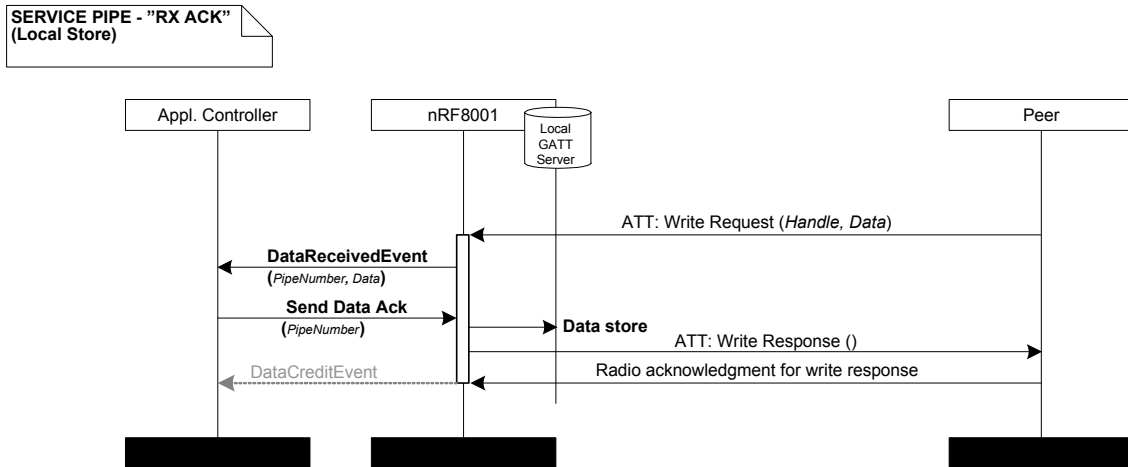 SERVICE PIPE - ”RX ACK”
(Local Store)
Appl. Controller
nRF8001
Local
GATT
Server
Peer
ATT: Write Request (Handle, Data)
DataReceivedEvent
(PipeNumber, Data)
Send Data Ack
(PipeNumber)
Data store
ATT: Write Response ()
DataCreditEvent
Radio acknowledgment for write response